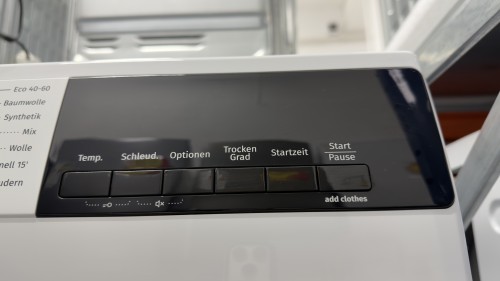 Eco 40-60
Baumwolle
Synthetik
Mix
Wolle
nell 15'
udern
Temp.
Schleud.
Optionen
Trocken
Grad
Startzeit
Start
Pause
add clothes